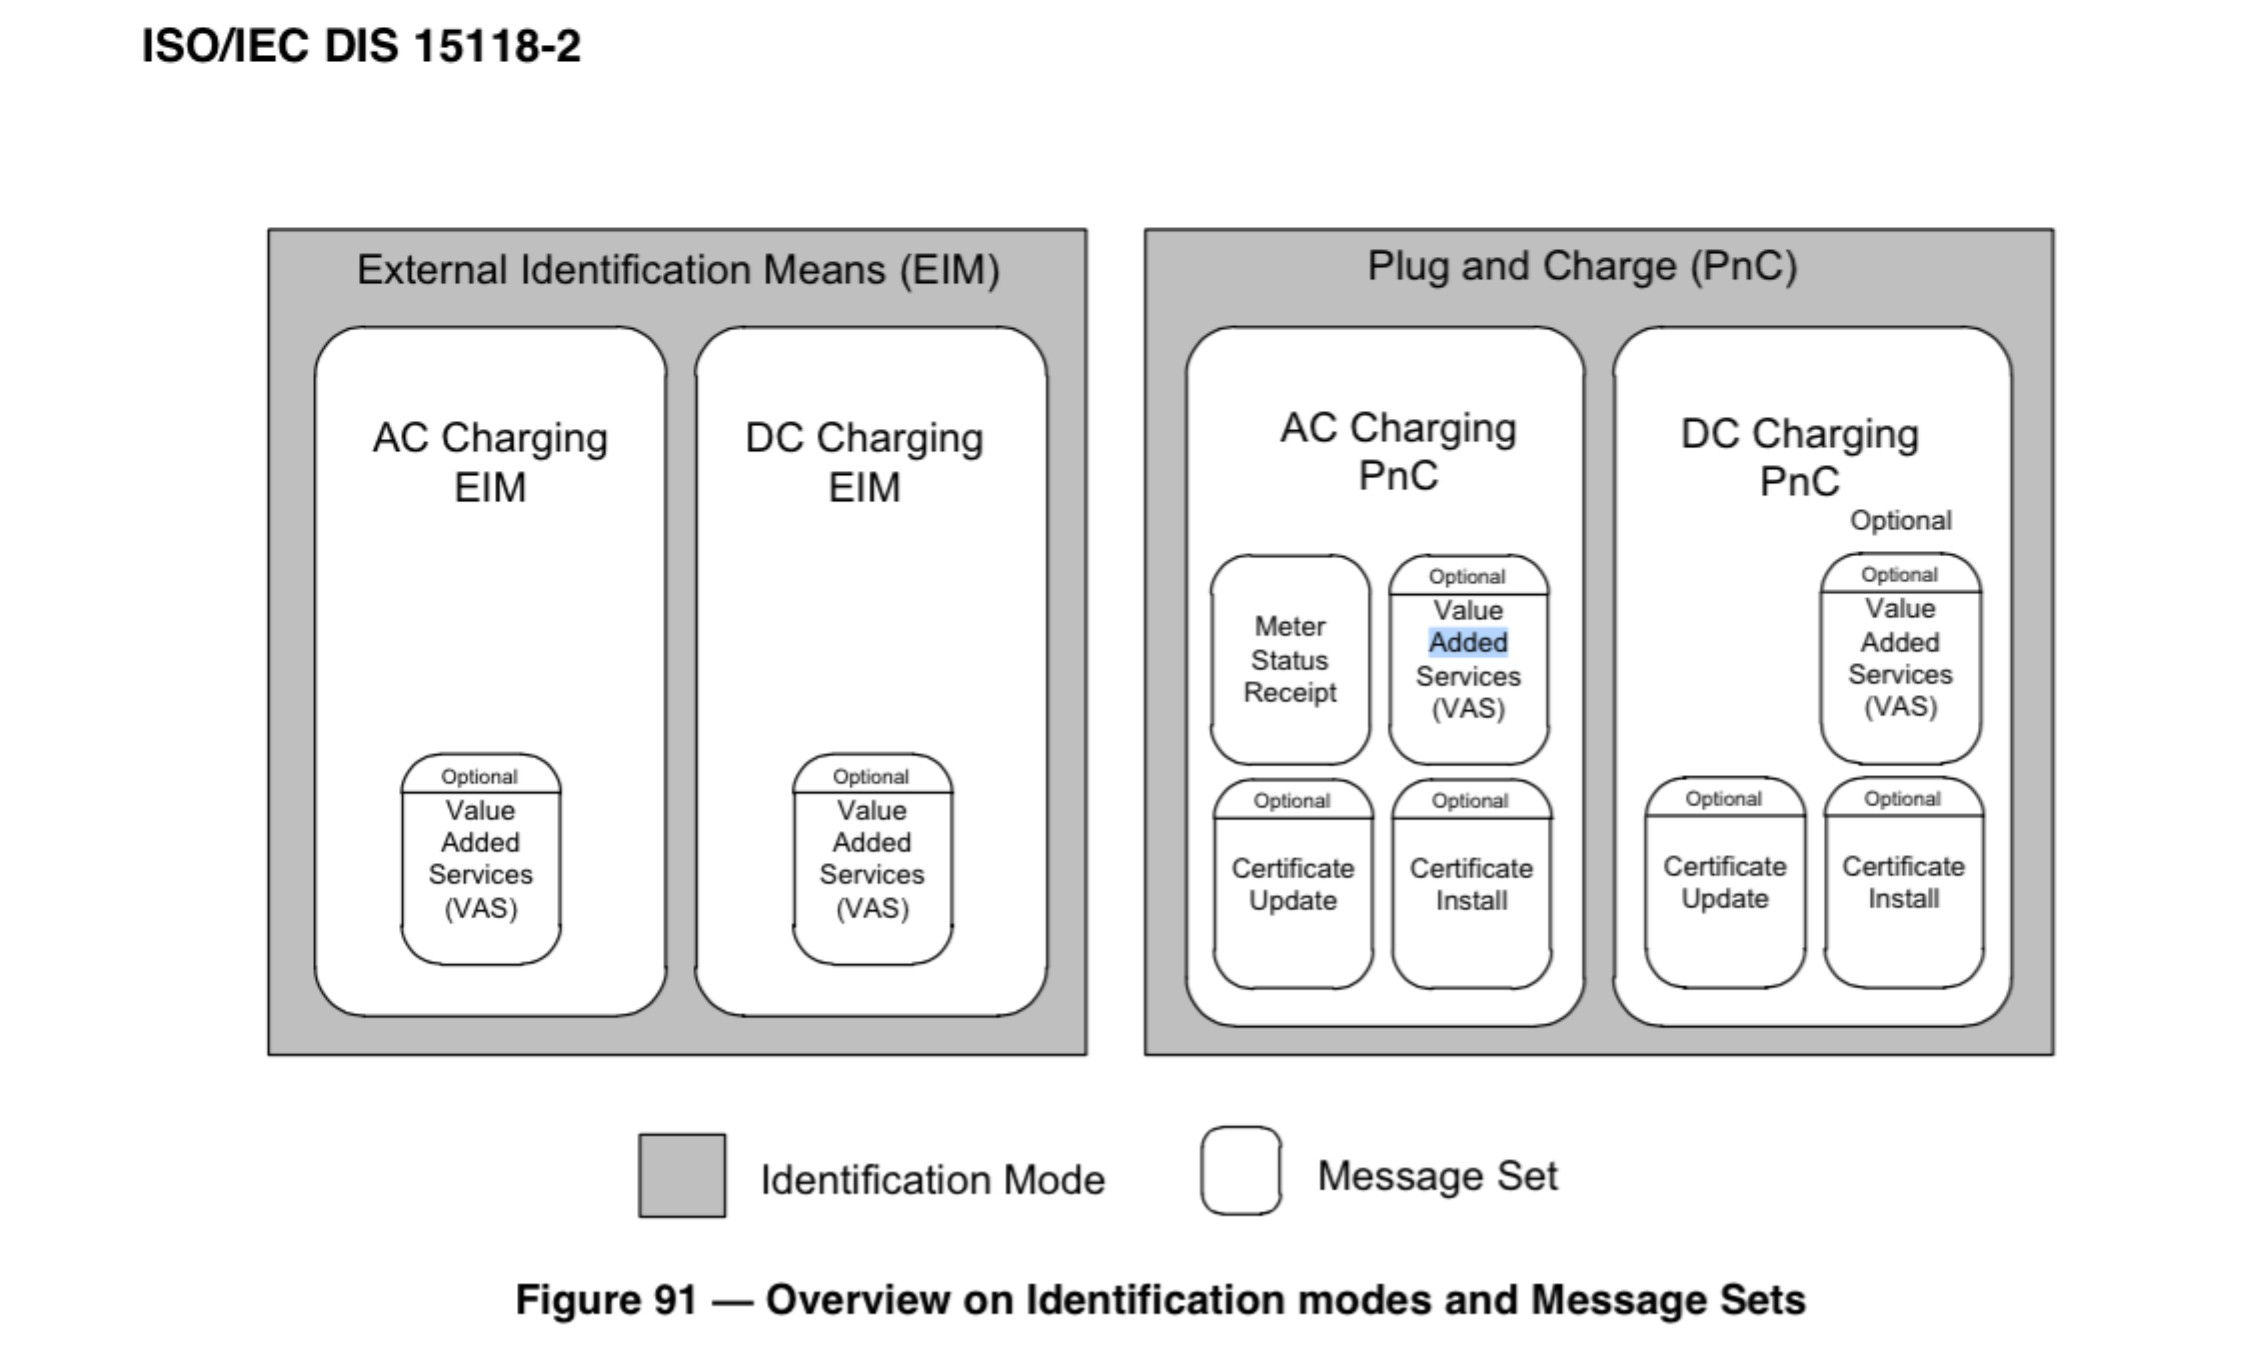 ISO/IEC DIS 15118-2
External Identification Means (EIM)
AC Charging
EIM
Optional
Value
Added
Services
(VAS)
DC Charging
EIM
Optional
Value
Added
Services
(VAS)
Plug and Charge (PnC)
AC Charging
PnC
Meter
Status
Receipt
Optional
Value
Added
Services
(VAS)
Optional
Certificate
Update
Optional
Certificate
Install
DC Charging
PnC
Optional
Optional
Value
Added
Services
(VAS)
Optional
Certificate
Update
Optional
Certificate
Install
Identification Mode
Message Set
Figure 91 — Overview on Identification modes and Message Sets